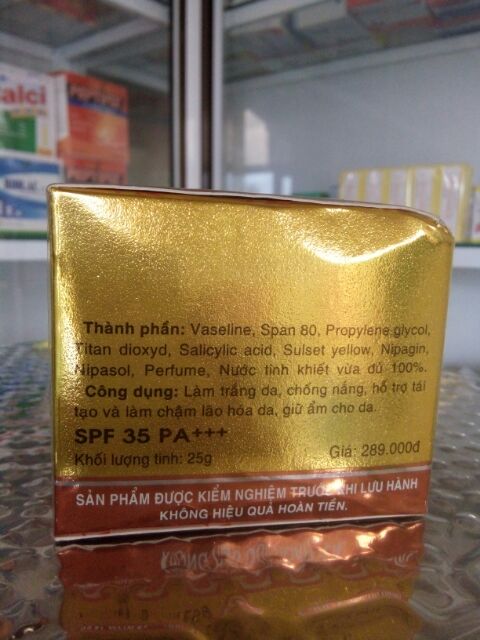 alci
Thành phần: Vaseline, Span 80, Propylene glycol,
Titan dioxyd, Salicylic acid, Sulset yellow, Nipagin,
Nipasol, Perfume, Nước tinh khiết vừa đủ 100%.
Công dụng: Làm trắng da, chống nắng, hỗ trợ tái
tạo và làm chậm lão hóa da, giữ ẩm cho da.
SPF 35 PA+++
Khối lượng tịnh: 25g
Giá: 289.000đ
SẢN PHẨM ĐƯỢC KIỂM NGHIỆM TRƯỚC KHI LƯU HÀNH
KHÔNG HIỆU QUẢ HOÀN TIỀN.